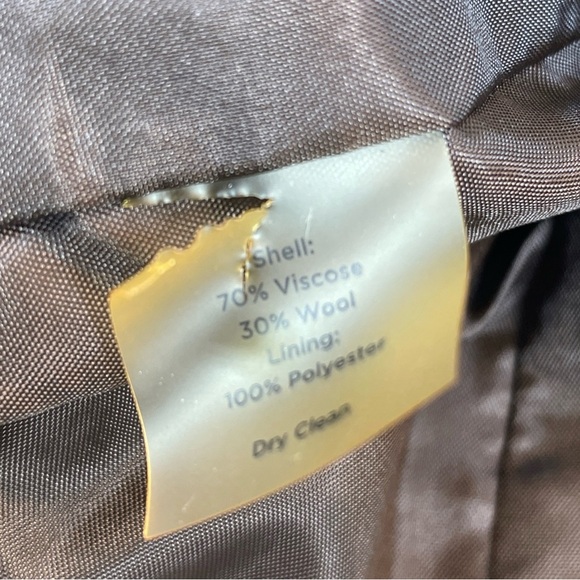 Shell:
70% Viscose
30% Wool
Lining:
100% Polyester
Dry Clean